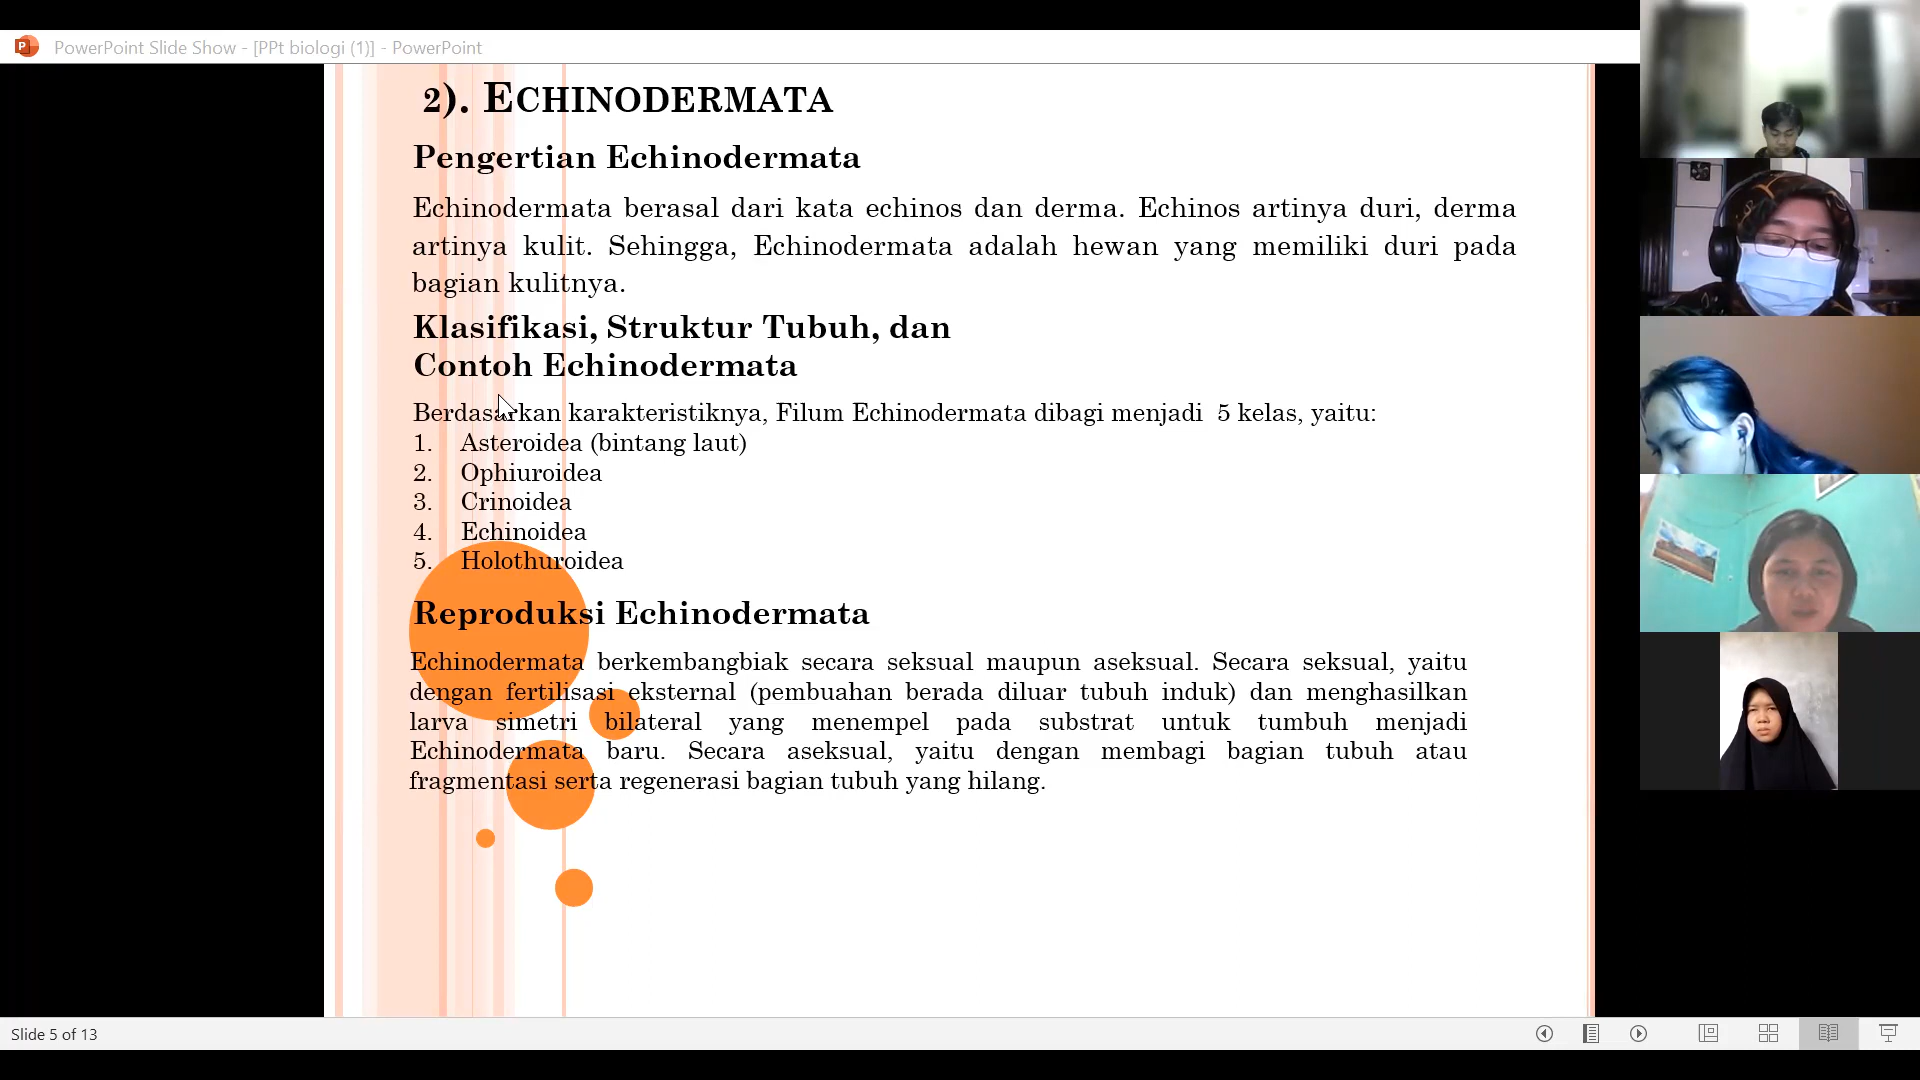 PowerPoint Slide Show - [PPt biologi (1)] - PowerPoint
2). ECHINODERMATA
Pengertian Echinodermata
Echinodermata berasal dari kata echinos dan derma. Echinos artinya duri, derma
artinya kulit. Sehingga, Echinodermata adalah hewan yang memiliki duri pada
bagian kulitnya.
Klasifikasi, Struktur Tubuh, dan
Contoh Echinodermata
Berdasarkan karakteristiknya, Filum Echinodermata dibagi menjadi 5 kelas, yaitu:
1. Asteroidea (bintang laut)
2. Ophiuroidea
3. Crinoidea
4. Echinoidea
5. Holothuroidea
Reproduksi Echinodermata
Echinodermata berkembangbiak secara seksual maupun aseksual. Secara seksual, yaitu
dengan fertilisasi eksternal (pembuahan berada diluar tubuh induk) dan menghasilkan
larva simetri bilateral yang menempel pada substrat untuk tumbuh menjadi
Echinodermata baru. Secara aseksual, yaitu dengan membagi bagian tubuh atau
fragmentasi serta regenerasi bagian tubuh yang hilang.
Slide 5 of 13